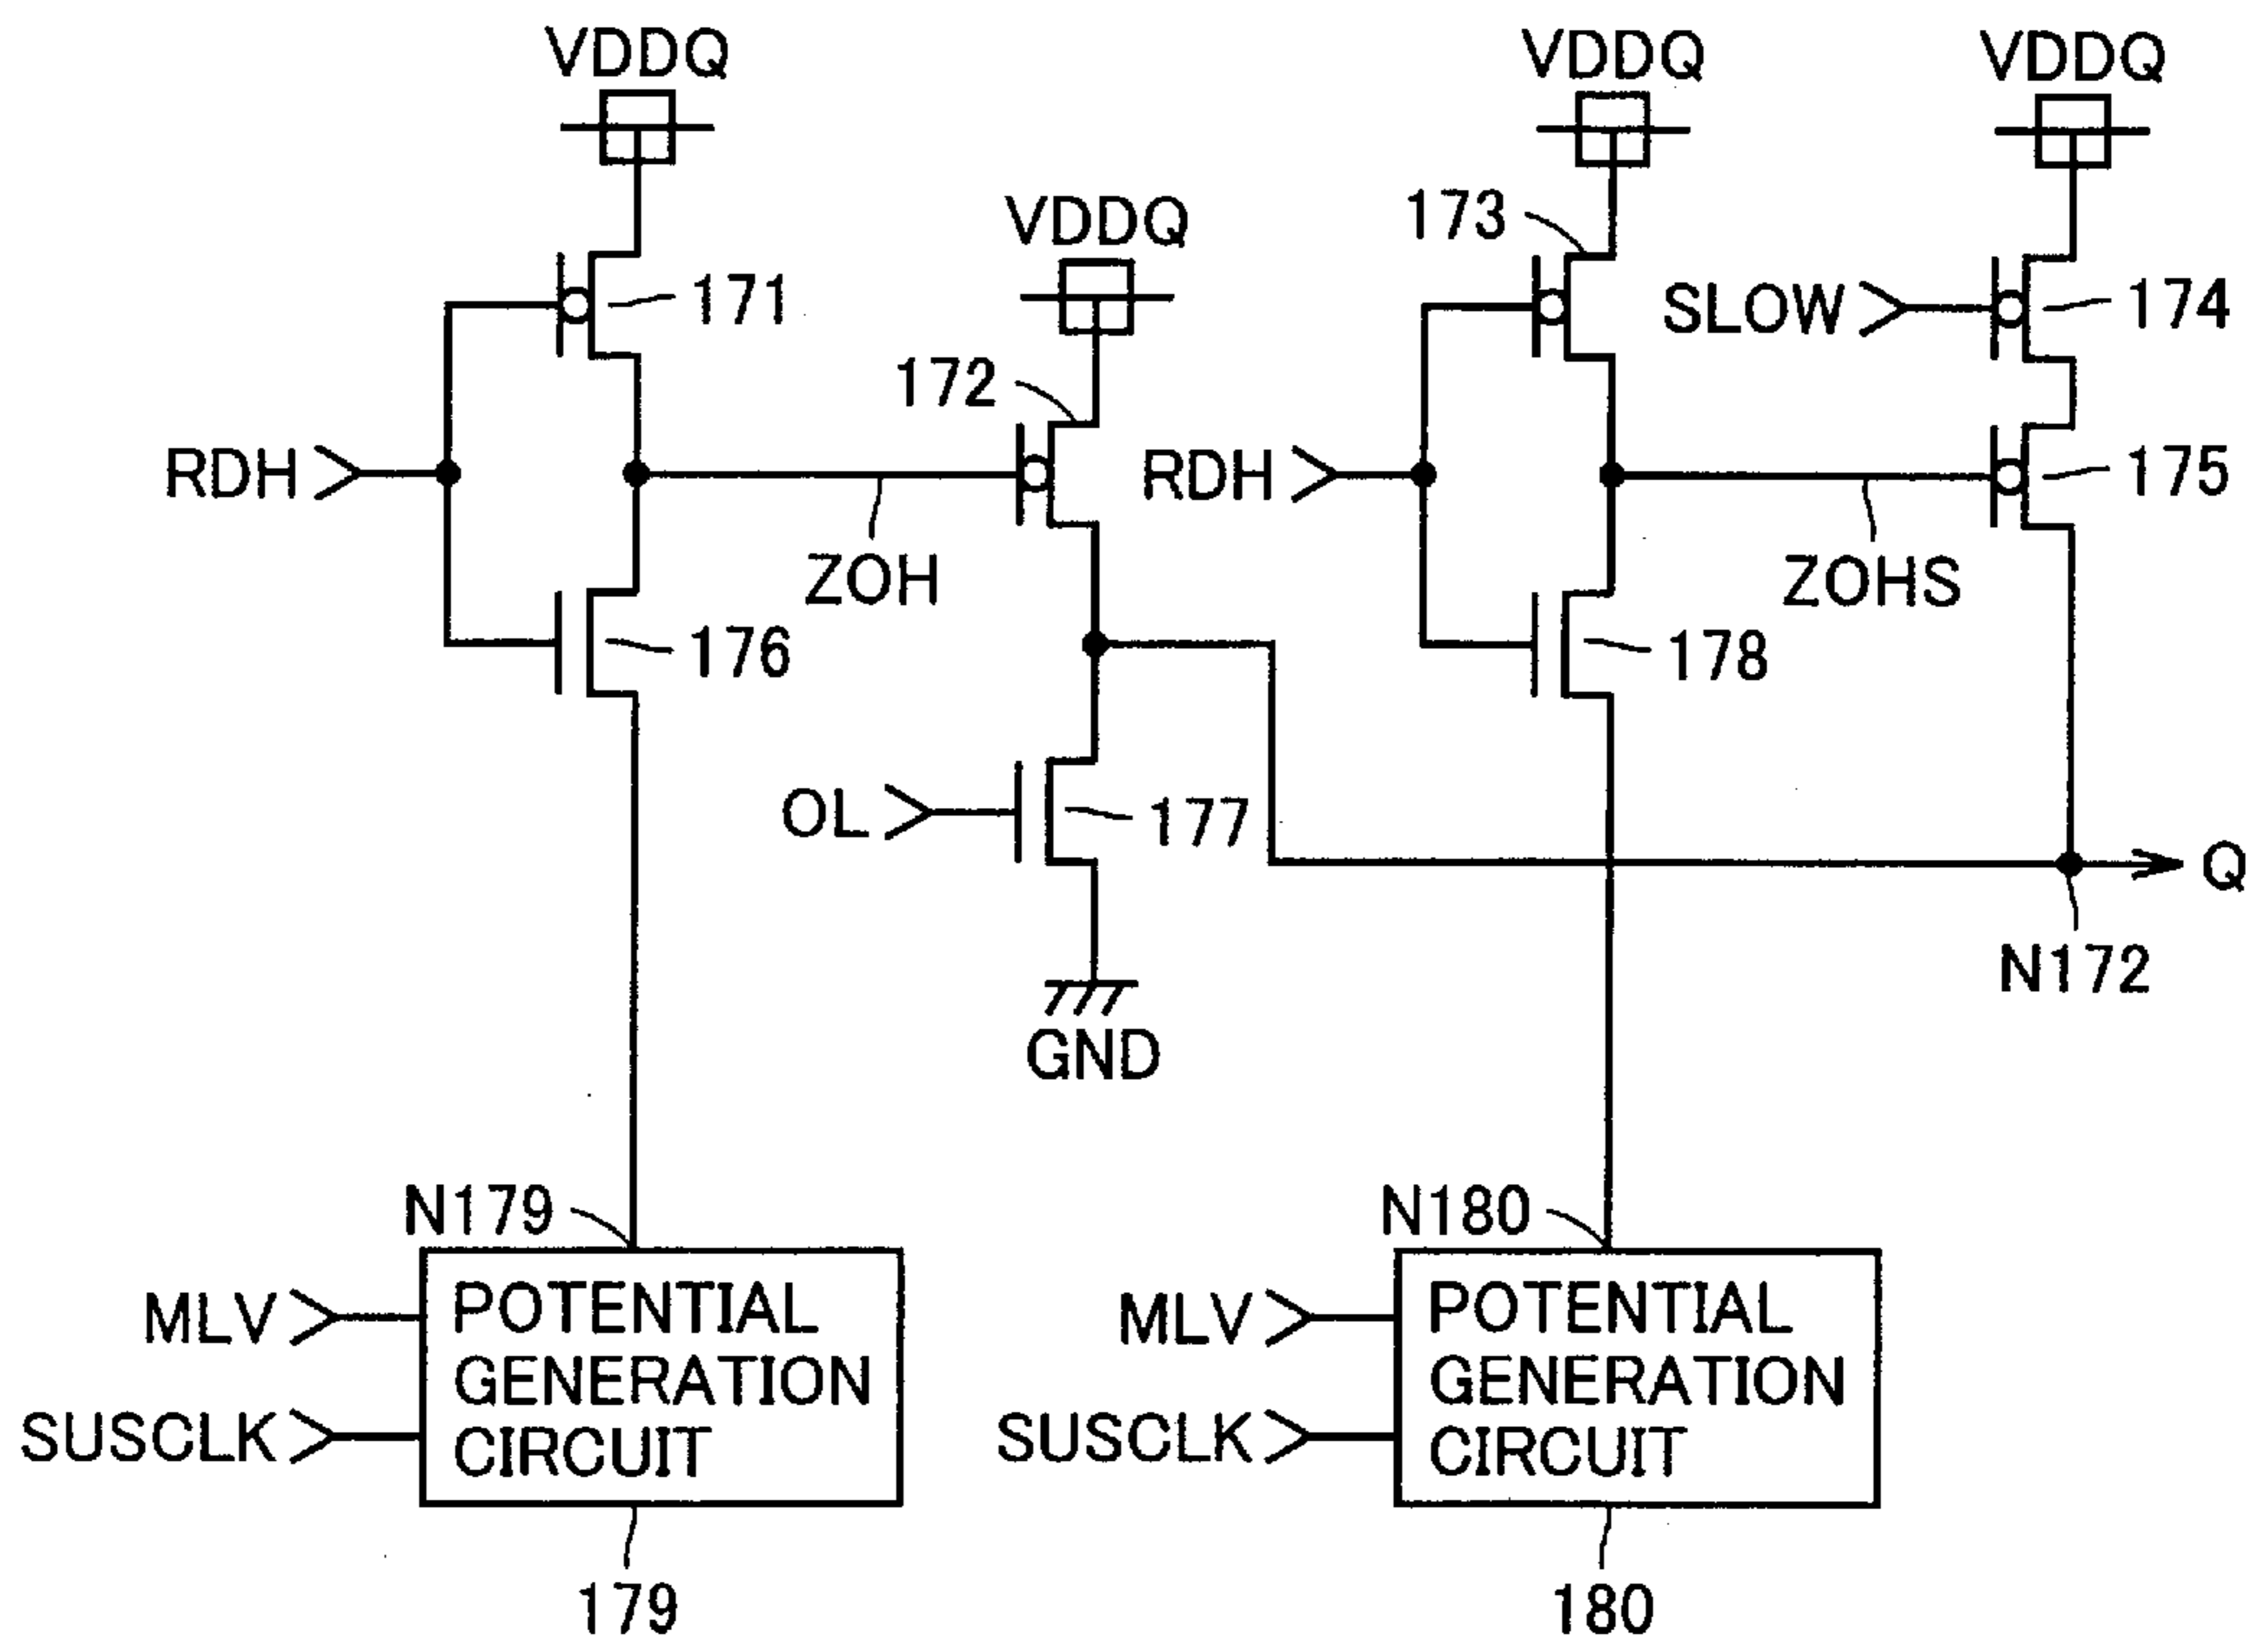 VDDQ
VDDQ
VDDQ
VDDQ
173
171
SLOW
174
172
RDH
RDH
175
ZOH
ZOHS
176
178
OL
177
Q
N172
GND
N179
N180
MLV
POTENTIAL
GENERATION
CIRCUIT
SUSCLK
MLV
POTENTIAL
GENERATION
CIRCUIT
SUSCLK
179
180